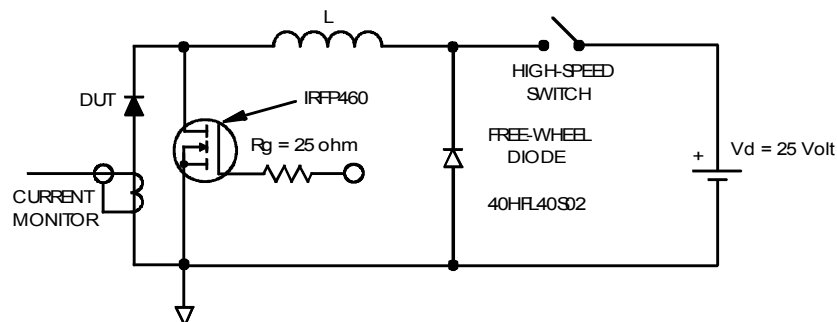 L
HIGH-SPEED
SWITCH
DUT
IRFP460
Rg = 25 ohm
FREE-WHEEL
DIODE
+
Vd = 25 Volt
40HFL40S02
CURRENT
MONITOR